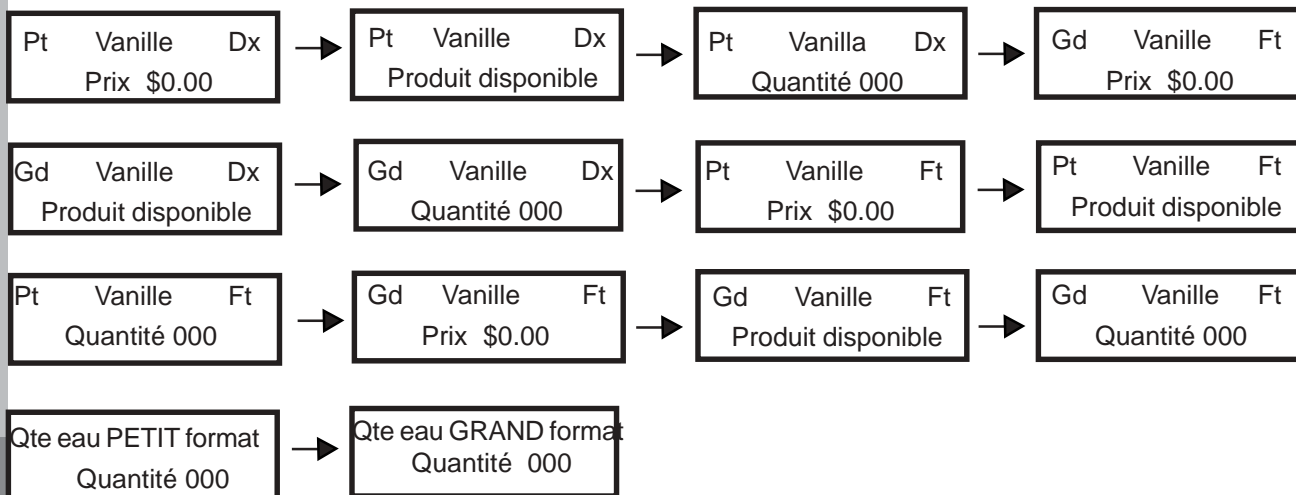 Pt Vanille Dx
Prix $0.00
Pt Vanille Dx
Produit disponible
Pt Vanilla Dx
Quantité 000
Gd Vanille Ft
Prix $0.00
Gd Vanille Dx
Produit disponible
Gd Vanille Dx
Quantité 000
Pt Vanille Ft
Prix $0.00
Pt Vanille Ft
Produit disponible
Pt Vanille Ft
Quantité 000
Gd Vanille Ft
Prix $0.00
Gd Vanille Ft
Produit disponible
Gd Vanille Ft
Quantité 000
Qte eau PETIT format
Quantité 000
Qte eau GRAND format
Quantité 000